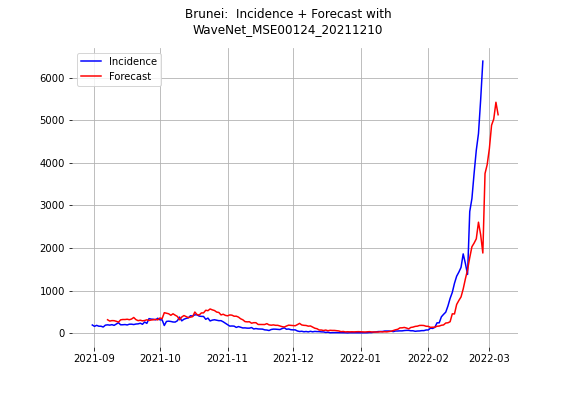 Brunei:  Incidence + Forecast with
WaveNet_MSE00124_20211210
Incidence
Forecast
6000
5000
4000
3000
2000
1000
0
2021-09 2021-10 2021-11 2021-12 2022-01 2022-02 2022-03